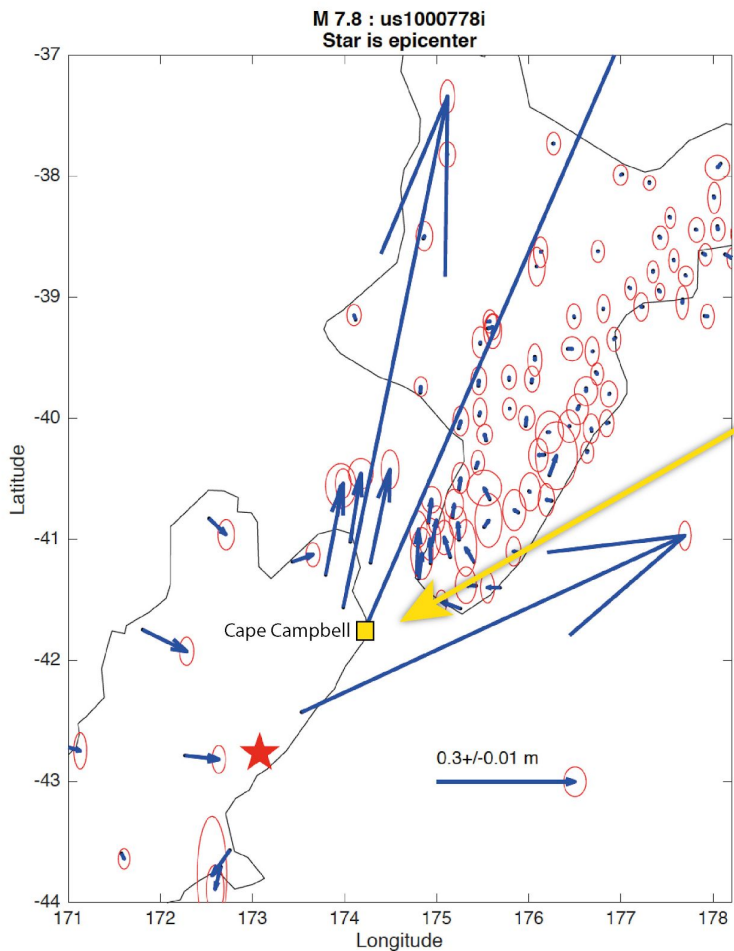 M 7.8 : us1000778i
Star is epicenter
-37
-38
-39
-40
-41
-42
-43
-44
Latitude
Cape Campbell
0.3+/-0.01 m
171
172
173
174
175
176
177
178
Longitude